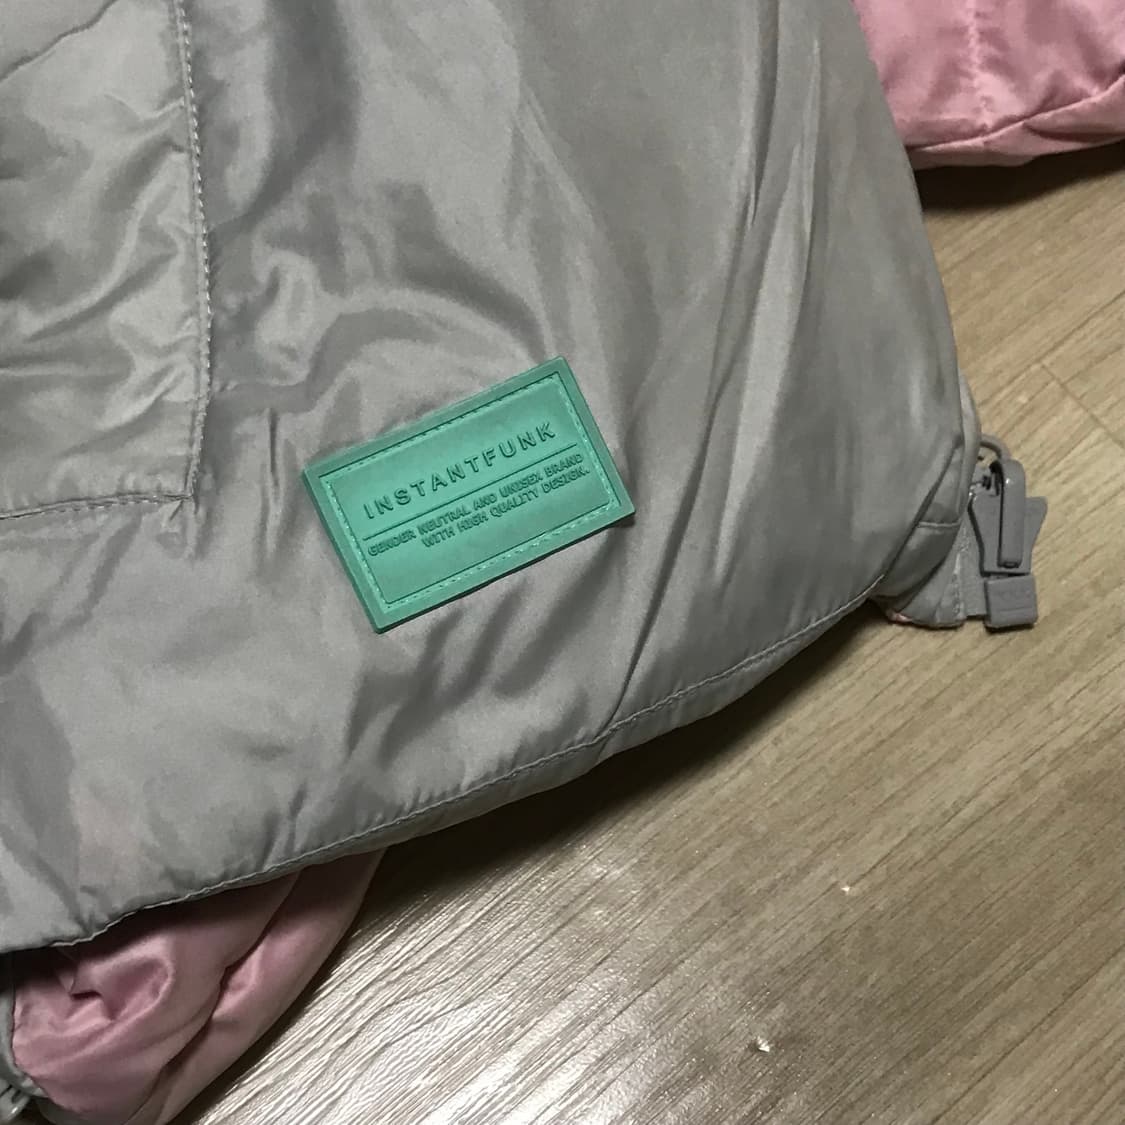 INSTANTFUNK
GENDER NEUTRAL AND UNISEX BRAND
WITH HIGH QUALITY DESIGN.